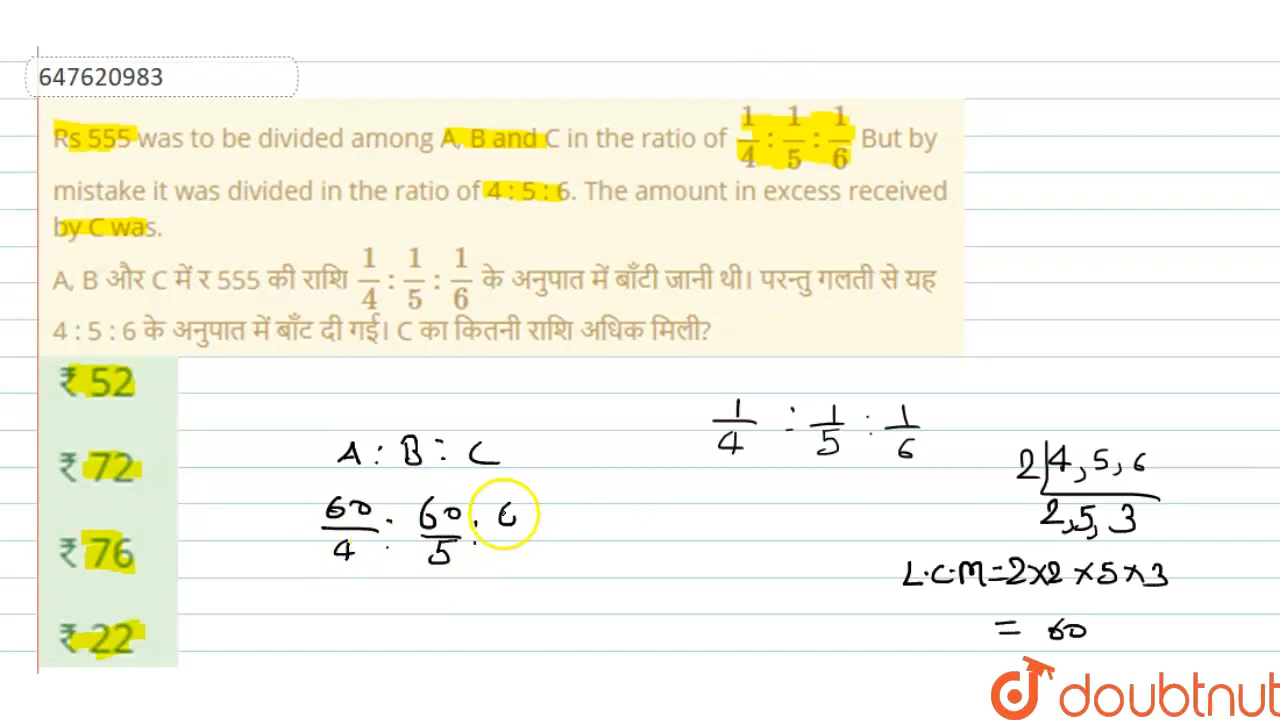 647620983
Rs 555 was to be divided among A, B and C in the ratio of 1/4 : 1/5 : 1/6 But by
mistake it was divided in the ratio of 4 : 5 : 6. The amount in excess received
by C was.
A, B और C में र 555 की राशि 1/4 : 1/5 : 1/6 के अनुपात में बाँटी जानी थी। परन्तु गलती से यह
4 : 5 : 6 के अनुपात में बाँट दी गई। C का कितनी राशि अधिक मिली?
₹ 52
₹ 72
₹ 76
₹ 22
A : B : C
60/4 : 60/5 : 6
1/4 : 1/5 : 1/6
2 | 4, 5, 6
2, 5, 3
L.C.M = 2 × 2 × 5 × 3
= 60
doubtnut